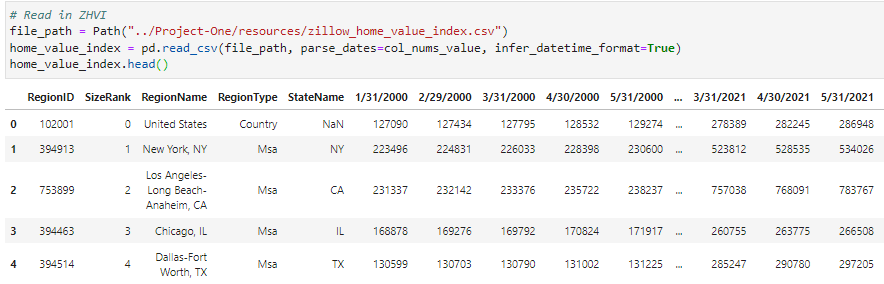 # Read in ZHVI
file_path = Path("../Project-One/resources/zillow_home_value_index.csv")
home_value_index = pd.read_csv(file_path, parse_dates=col_nums_value, infer_datetime_format=True)
home_value_index.head()
RegionID SizeRank RegionName RegionType StateName 1/31/2000 2/29/2000 3/31/2000 4/30/2000 5/31/2000 ... 3/31/2021 4/30/2021 5/31/2021
0 102001 0 United States Country NaN 127090 127434 127795 128532 129274 ... 278389 282245 286948
1 394913 1 New York, NY Msa NY 223496 224831 226033 228398 230600 ... 523812 528535 534026
Los Angeles-
2 753899 2 Long Beach- Msa CA 231337 232142 233376 235722 238237 ... 757038 768091 783767
Anaheim, CA
3 394463 3 Chicago, IL Msa IL 168878 169276 169792 170824 171917 ... 260755 263775 266508
4 394514 4 Dallas-Fort Msa TX 130599 130703 130790 131002 131225 ... 285247 290780 297205
Worth, TX